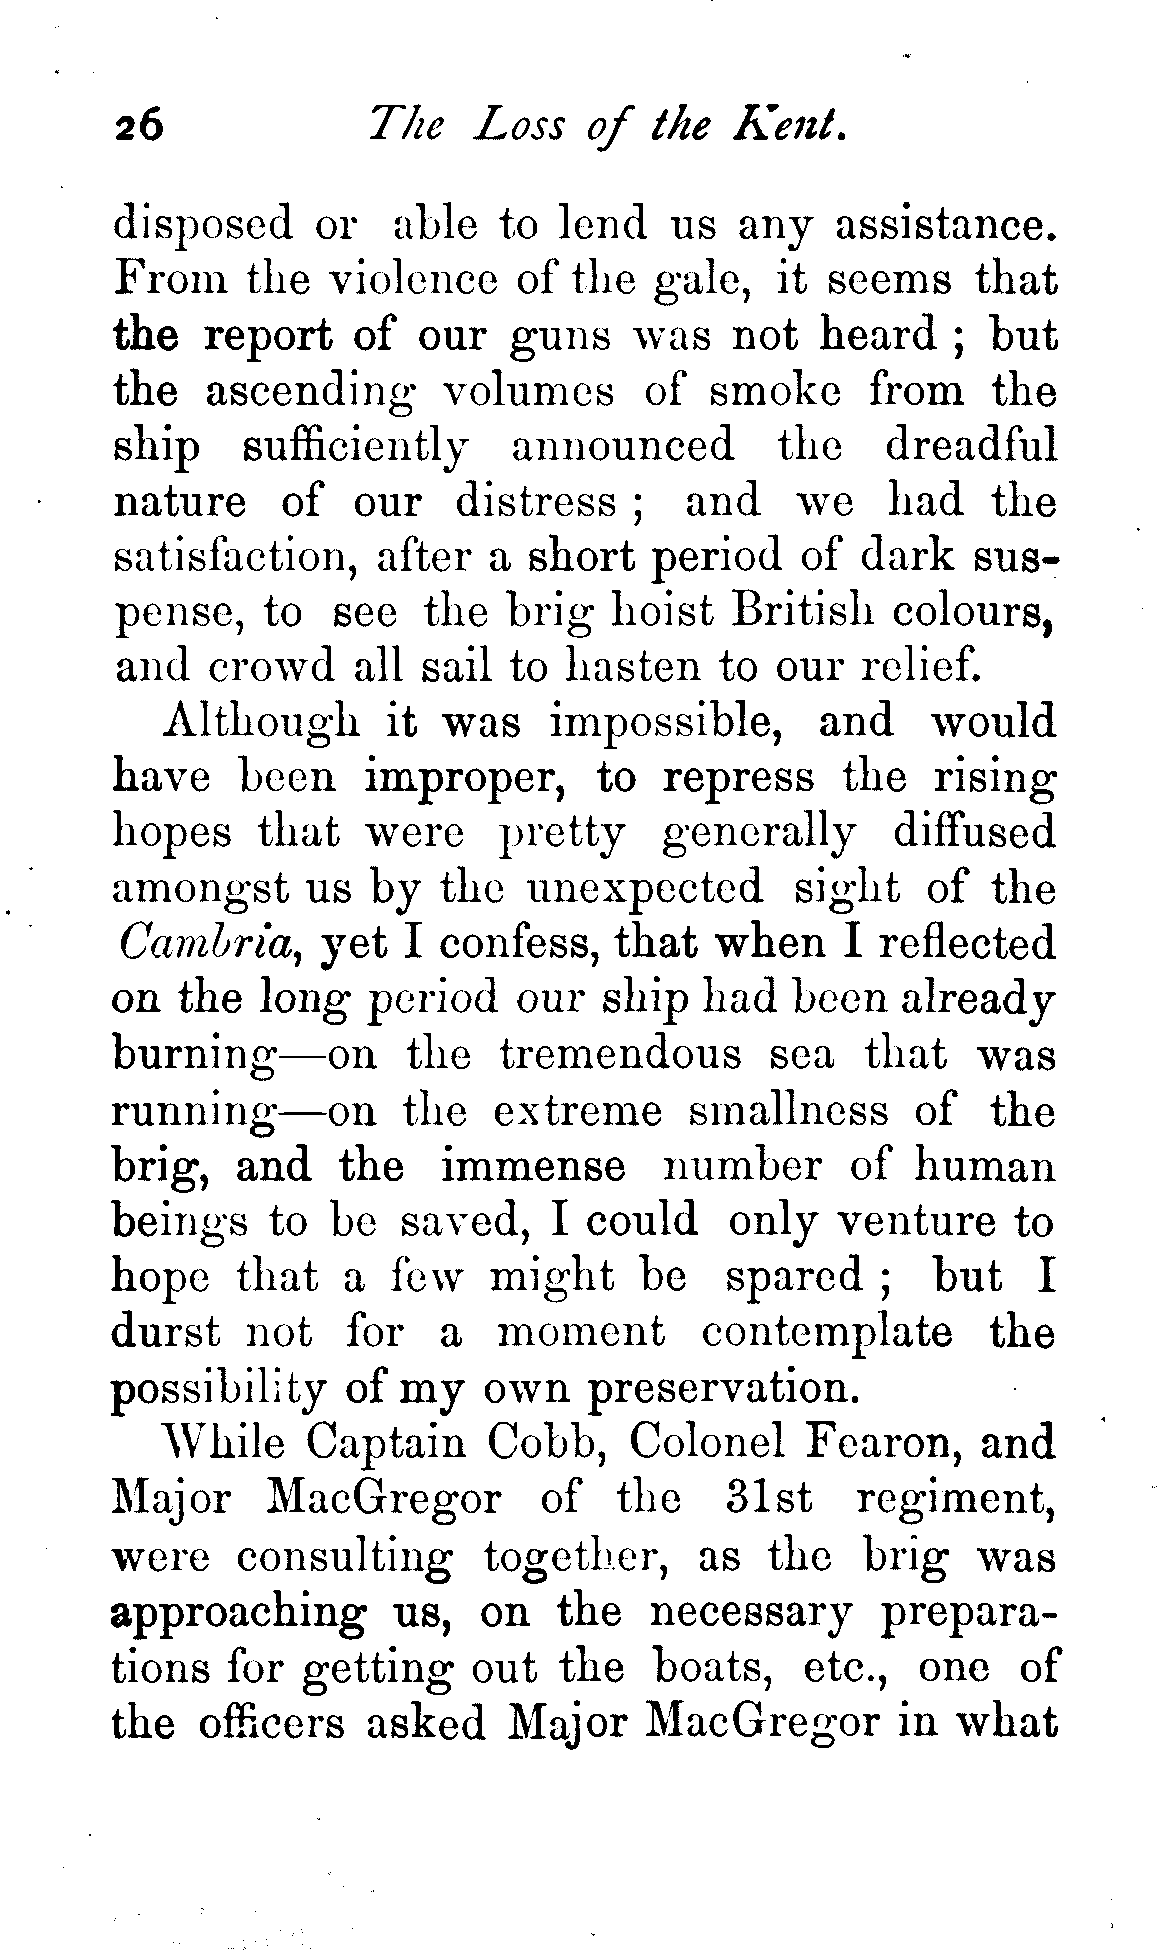 26 The Loss of the Kent.
disposed or able to lend us any assistance.
From the violence of the gale, it seems that
the report of our guns was not heard ; but
the ascending volumes of smoke from the
ship sufficiently announced the dreadful
nature of our distress ; and we had the
satisfaction, after a short period of dark sus-
pense, to see the brig hoist British colours,
and crowd all sail to hasten to our relief.
Although it was impossible, and would
have been improper, to repress the rising
hopes that were pretty generally diffused
amongst us by the unexpected sight of the
Cambria, yet I confess, that when I reflected
on the long period our ship had been already
burning—on the tremendous sea that was
running—on the extreme smallness of the
brig, and the immense number of human
beings to be saved, I could only venture to
hope that a few might be spared ; but I
durst not for a moment contemplate the
possibility of my own preservation.
While Captain Cobb, Colonel Fearon, and
Major MacGregor of the 31st regiment,
were consulting together, as the brig was
approaching us, on the necessary prepara-
tions for getting out the boats, etc., one of
the officers asked Major MacGregor in what